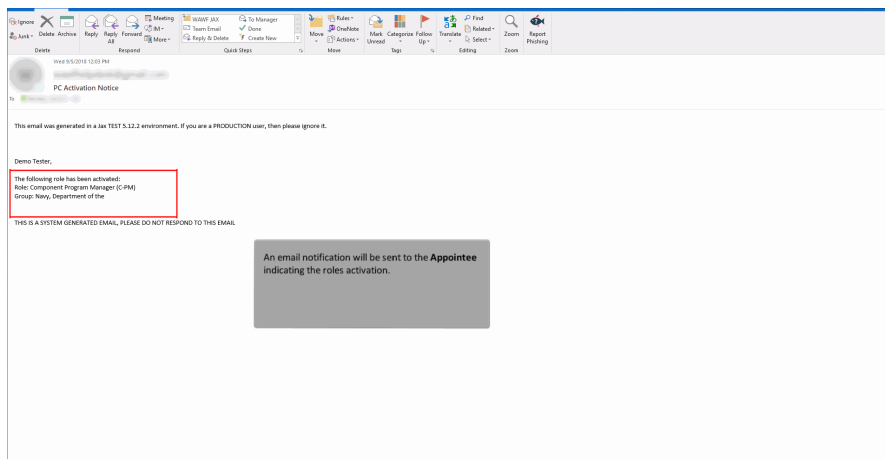 Ignore
Junk
Delete
Archive
Reply
Reply All
Forward
Meeting
IM
More
WAWF JAX
Team Email
Reply & Delete
To Manager
Done
Create New
Move
Rules
OneNote
Actions
Mark Unread
Categorize
Follow Up
Translate
Find
Related
Select
Zoom
Report Phishing
Delete
Respond
Quick Steps
Move
Tags
Editing
Zoom
Wed 9/5/2018 12:03 PM
PC Activation Notice
To
This email was generated in a Jax TEST 5.12.2 environment. If you are a PRODUCTION user, then please ignore it.
Demo Tester,
The following role has been activated:
Role: Component Program Manager (C-PM)
Group: Navy, Department of the
THIS IS A SYSTEM GENERATED EMAIL, PLEASE DO NOT RESPOND TO THIS EMAIL
An email notification will be sent to the Appointee
indicating the roles activation.